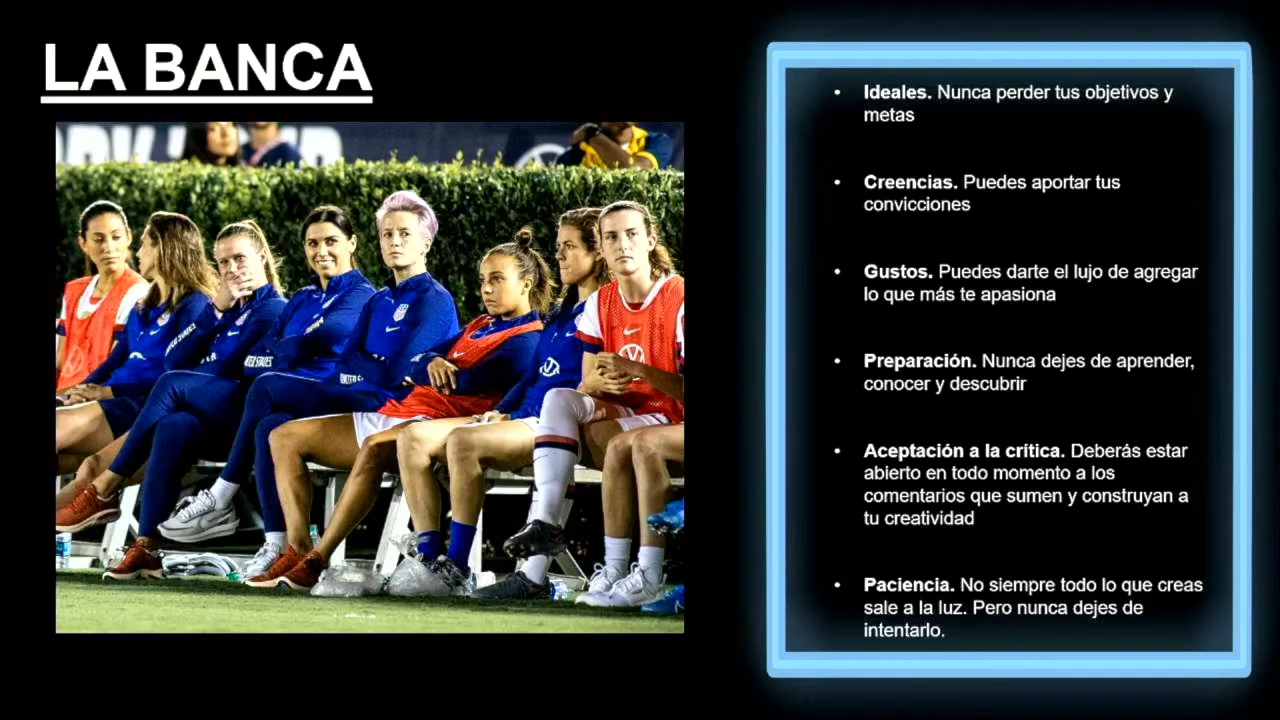 LA BANCA
• Ideales. Nunca perder tus objetivos y
metas
• Creencias. Puedes aportar tus
convicciones
• Gustos. Puedes darte el lujo de agregar
lo que más te apasiona
• Preparación. Nunca dejes de aprender,
conocer y descubrir
• Aceptación a la crítica. Deberás estar
abierto en todo momento a los
comentarios que sumen y construyan a
tu creatividad
• Paciencia. No siempre todo lo que creas
sale a la luz. Pero nunca dejes de
intentarlo.